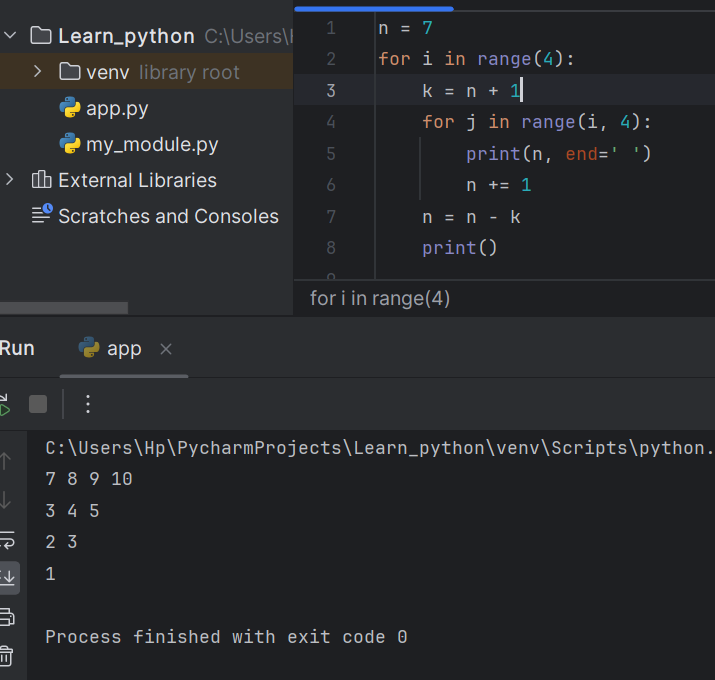 Learn_python C:\Users\
venv library root
app.py
my_module.py
External Libraries
Scratches and Consoles
1 n = 7
2 for i in range(4):
3 k = n + 1
4 for j in range(i, 4):
5 print(n, end=' ')
6 n += 1
7 n = n - k
8 print()
for i in range(4)
Run app
C:\Users\Hp\PycharmProjects\Learn_python\venv\Scripts\python.
7 8 9 10
3 4 5
2 3
1
Process finished with exit code 0